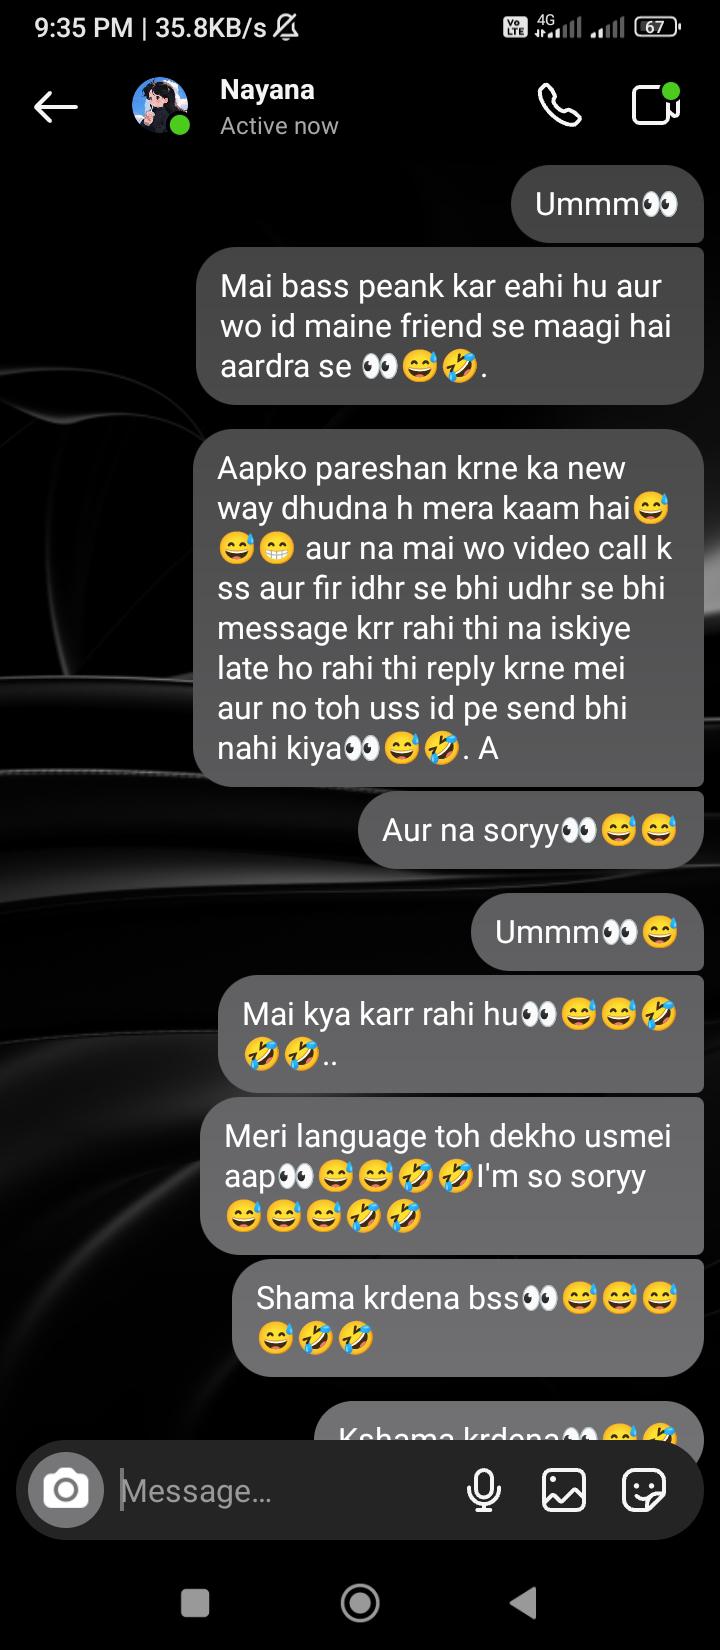 9:35 PM | 35.8KB/s
Vo LTE 4G 67
Nayana
Active now
Ummm👀
Mai bass peank kar eahi hu aur
wo id maine friend se maagi hai
aardra se 👀😅🤣.
Aapko pareshan krne ka new
way dhudna h mera kaam hai😅
😅😁 aur na mai wo video call k
ss aur fir idhr se bhi udhr se bhi
message krr rahi thi na iskiye
late ho rahi thi reply krne mei
aur no toh uss id pe send bhi
nahi kiya👀😅🤣. A
Aur na soryy👀😅😅
Ummm👀😅
Mai kya karr rahi hu👀😅😅🤣
🤣🤣..
Meri language toh dekho usmei
aap👀😅😅🤣🤣I'm so soryy
😅😅😅🤣🤣
Shama krdena bss👀😅😅😅
😅🤣🤣
Kshama krdena👀😅🤣
Message...